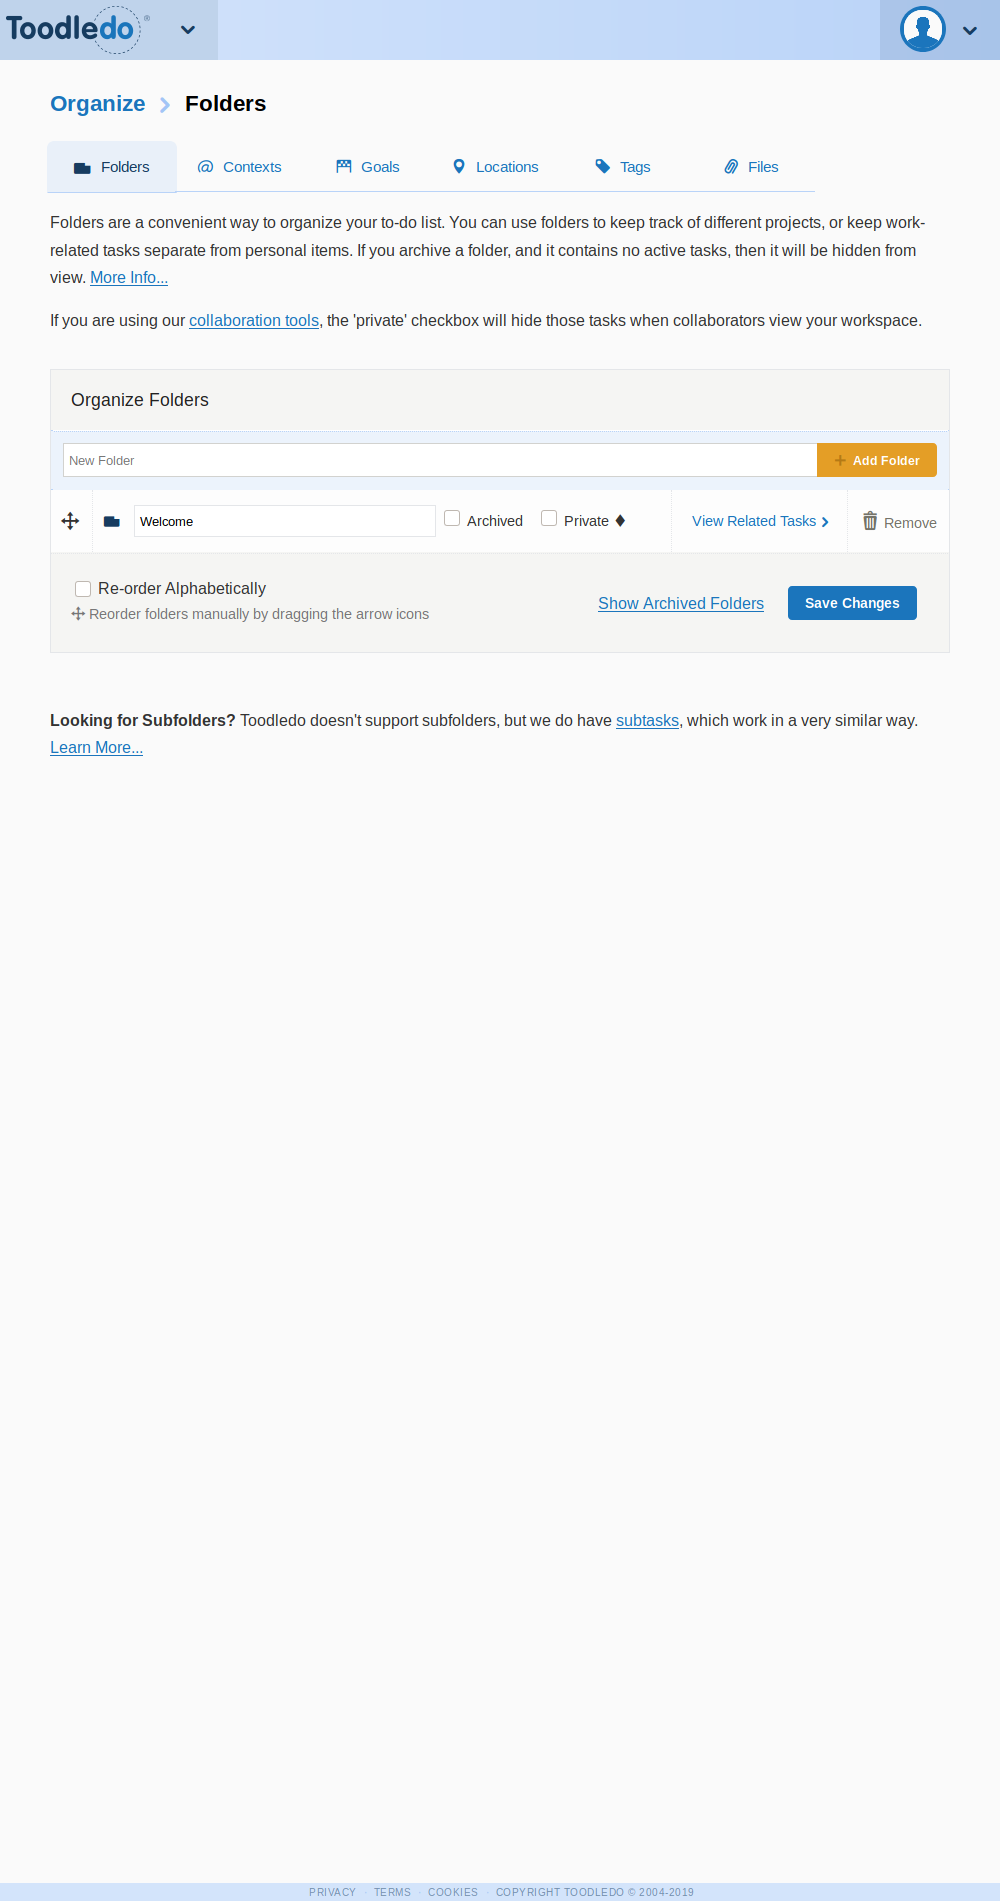 Toodledo ®
Organize Folders
Folders Contexts Goals Locations Tags Files
Folders are a convenient way to organize your to-do list. You can use folders to keep track of different projects, or keep work-
related tasks separate from personal items. If you archive a folder, and it contains no active tasks, then it will be hidden from
view. More Info...
If you are using our collaboration tools, the 'private' checkbox will hide those tasks when collaborators view your workspace.
Organize Folders
New Folder + Add Folder
Welcome Archived Private View Related Tasks Remove
Re-order Alphabetically
Reorder folders manually by dragging the arrow icons
Show Archived Folders Save Changes
Looking for Subfolders? Toodledo doesn't support subfolders, but we do have subtasks, which work in a very similar way.
Learn More...
PRIVACY · TERMS · COOKIES · COPYRIGHT TOODLEDO © 2004-2019